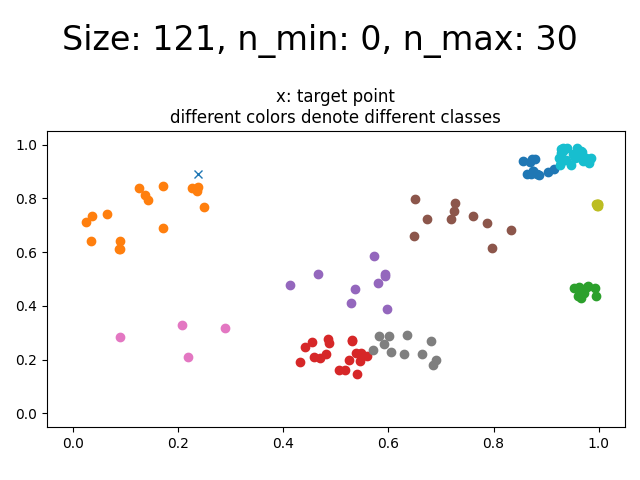 Size: 121, n_min: 0, n_max: 30
x: target point
different colors denote different classes
1.0
0.8
0.6
0.4
0.2
0.0
0.0 0.2 0.4 0.6 0.8 1.0